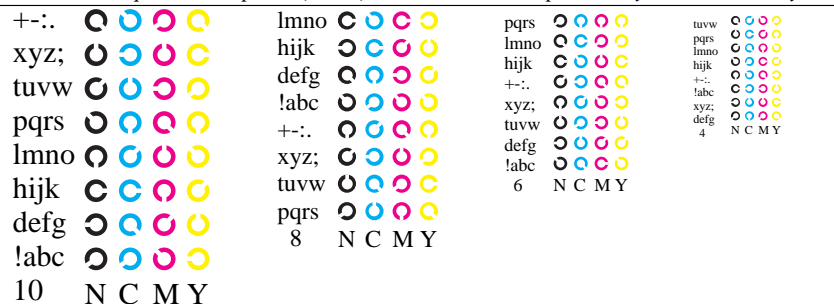 +-:.
xyz;
tuvw
pqrs
lmno
hijk
defg
!abc
10 N C M Y
lmno
hijk
defg
!abc
+-:.
xyz;
tuvw
pqrs
8 N C M Y
pqrs
lmno
hijk
+-:.
xyz;
tuvw
defg
!abc
6 N C M Y
tuvw
pqrs
lmno
hijk
+-:.
!abc
xyz;
defg
4 N C M Y